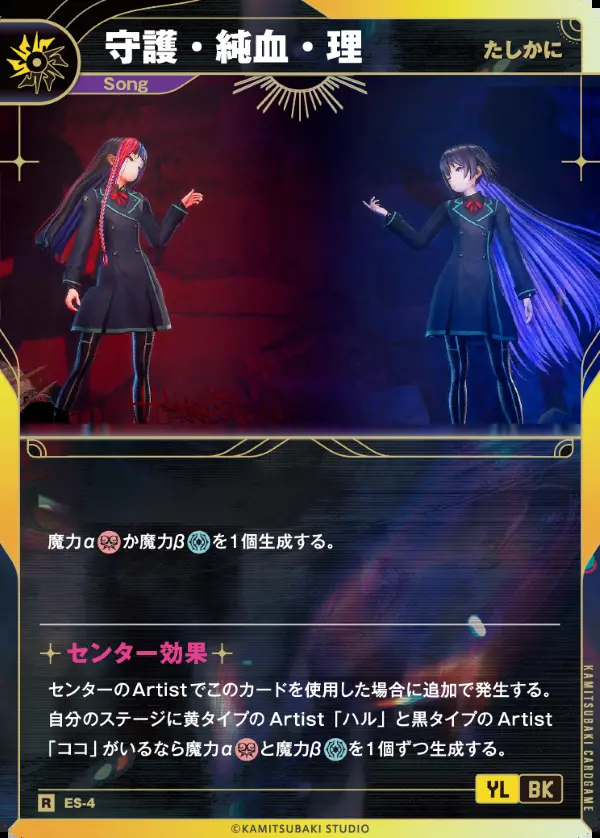 守護・純血・理
たしかに
Song
魔力αか魔力βを1個生成する。
センター効果
センターのArtistでこのカードを使用した場合に追加で発生する。
自分のステージに黄タイプのArtist「ハル」と黒タイプのArtist
「ココ」がいるなら魔力αと魔力βを1個ずつ生成する。
KAMITSUBAKI CARDGAME
YL BK
R ES-4
©KAMITSUBAKI STUDIO